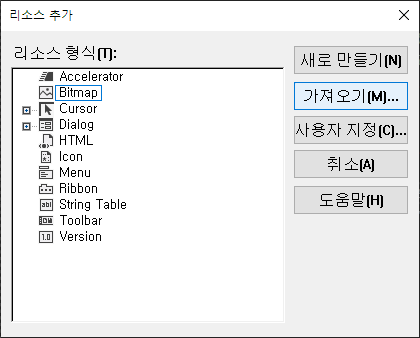 리소스 추가
리소스 형식(T):
Accelerator
Bitmap
Cursor
Dialog
HTML
Icon
Menu
Ribbon
String Table
Toolbar
Version
새로 만들기(N)
가져오기(M)...
사용자 지정(C)...
취소(A)
도움말(H)